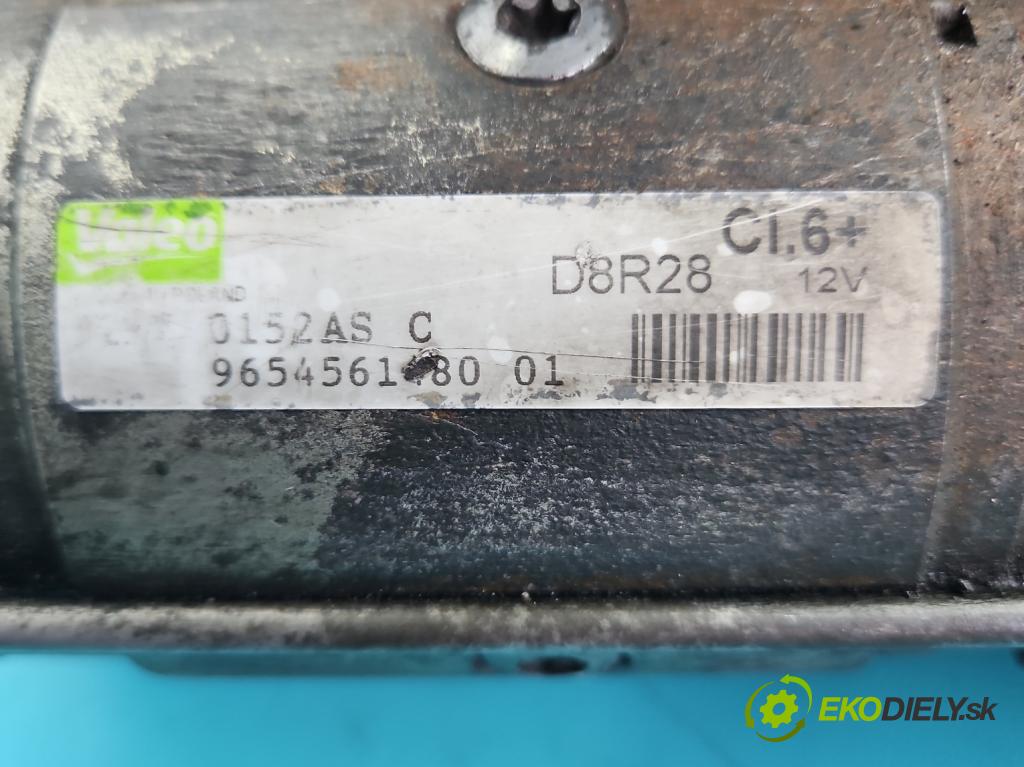 Valeo
Cl.6+
D8R28
12V
0152AS C
9654561480 01
EKODIELY.sk